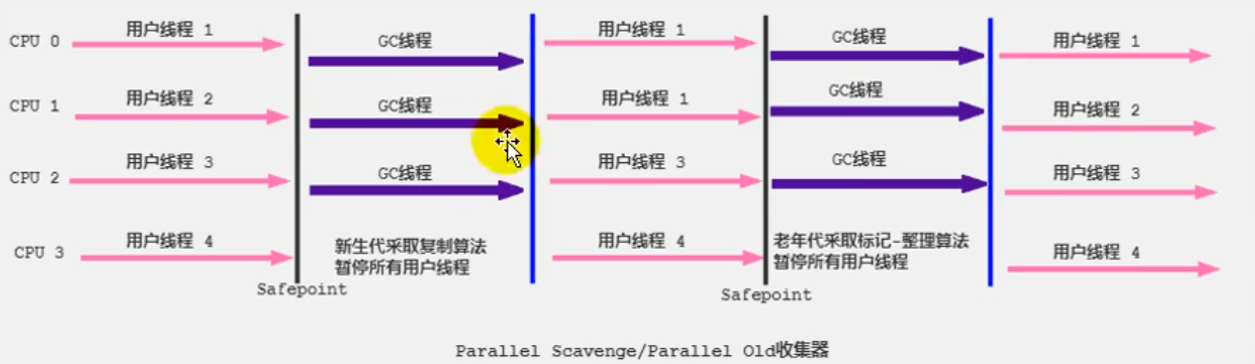 CPU 0 用户线程 1 GC线程 用户线程 1 GC线程 用户线程 1
CPU 1 用户线程 2 GC线程 用户线程 1 GC线程 用户线程 2
CPU 2 用户线程 3 GC线程 用户线程 3 GC线程 用户线程 3
CPU 3 用户线程 4 新生代采取复制算法 用户线程 4 老年代采取标记-整理算法 用户线程 4
暂停所有用户线程 暂停所有用户线程
Safepoint Safepoint
Parallel Scavenge/Parallel Old收集器